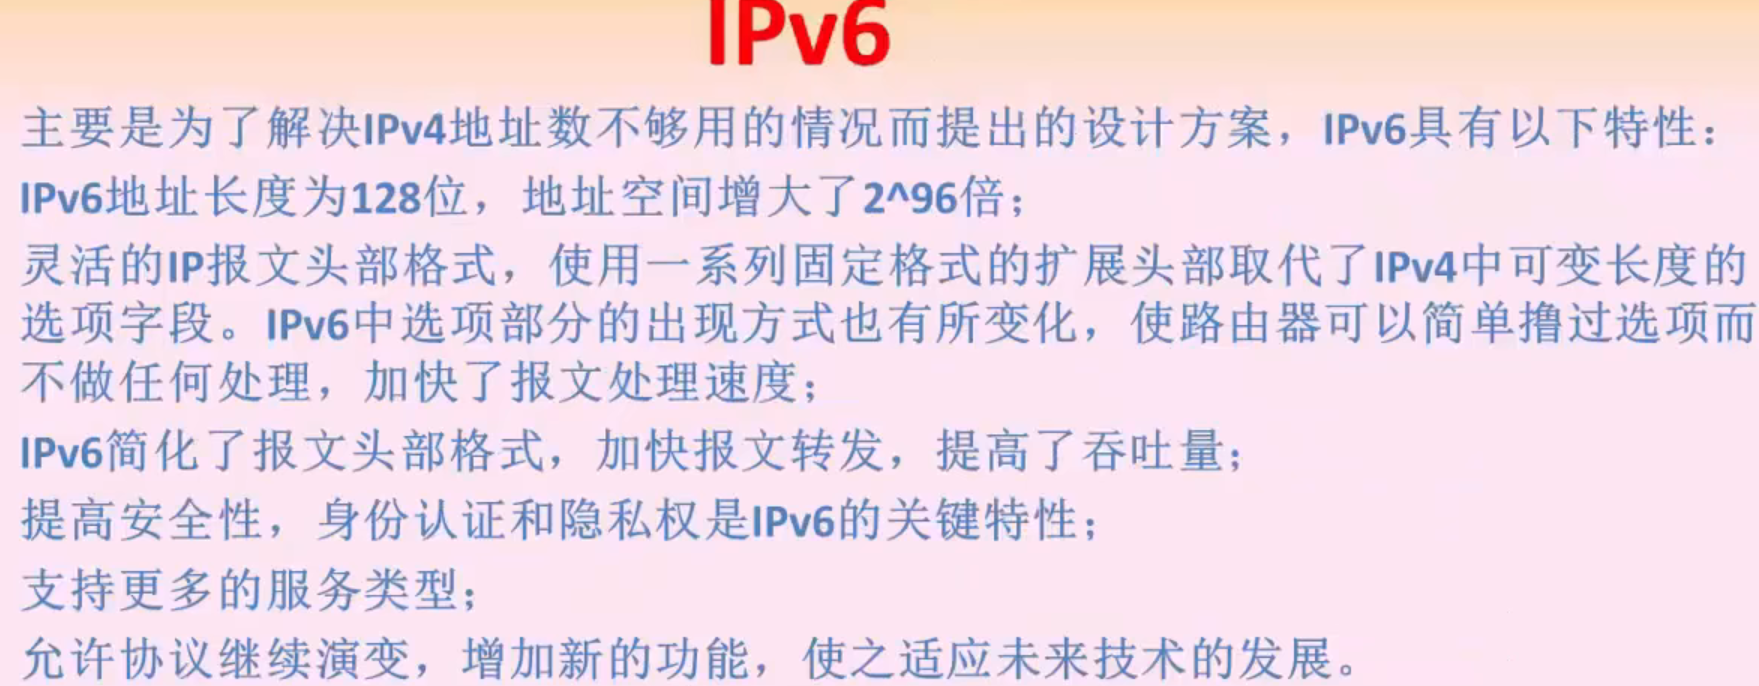 IPv6
主要是为了解决IPv4地址数不够用的情况而提出的设计方案，IPv6具有以下特性：
IPv6地址长度为128位，地址空间增大了2^96倍；
灵活的IP报文头部格式，使用一系列固定格式的扩展头部取代了IPv4中可变长度的
选项字段。IPv6中选项部分的出现方式也有所变化，使路由器可以简单撸过选项而
不做任何处理，加快了报文处理速度；
IPv6简化了报文头部格式，加快报文转发，提高了吞吐量；
提高安全性，身份认证和隐私权是IPv6的关键特性；
支持更多的服务类型；
允许协议继续演变，增加新的功能，使之适应未来技术的发展。